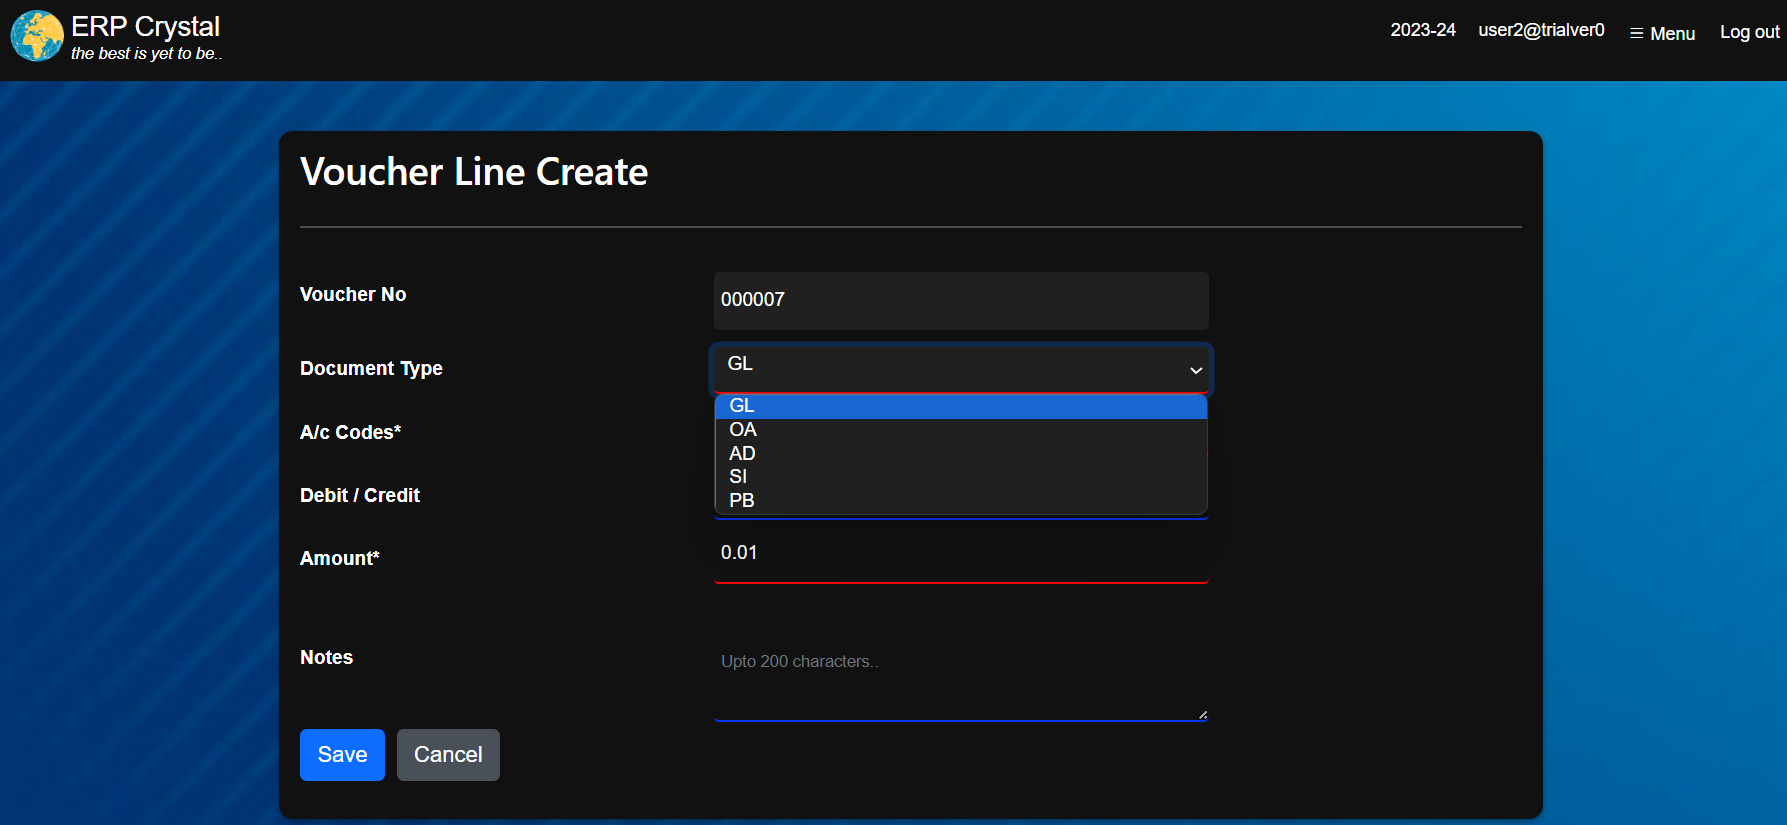 ERP Crystal
the best is yet to be..
2023-24
user2@trialver0
☰ Menu
Log out
Voucher Line Create
Voucher No
000007
Document Type
GL
GL
OA
AD
SI
PB
A/c Codes*
Debit / Credit
Amount*
0.01
Notes
Upto 200 characters..
Save
Cancel